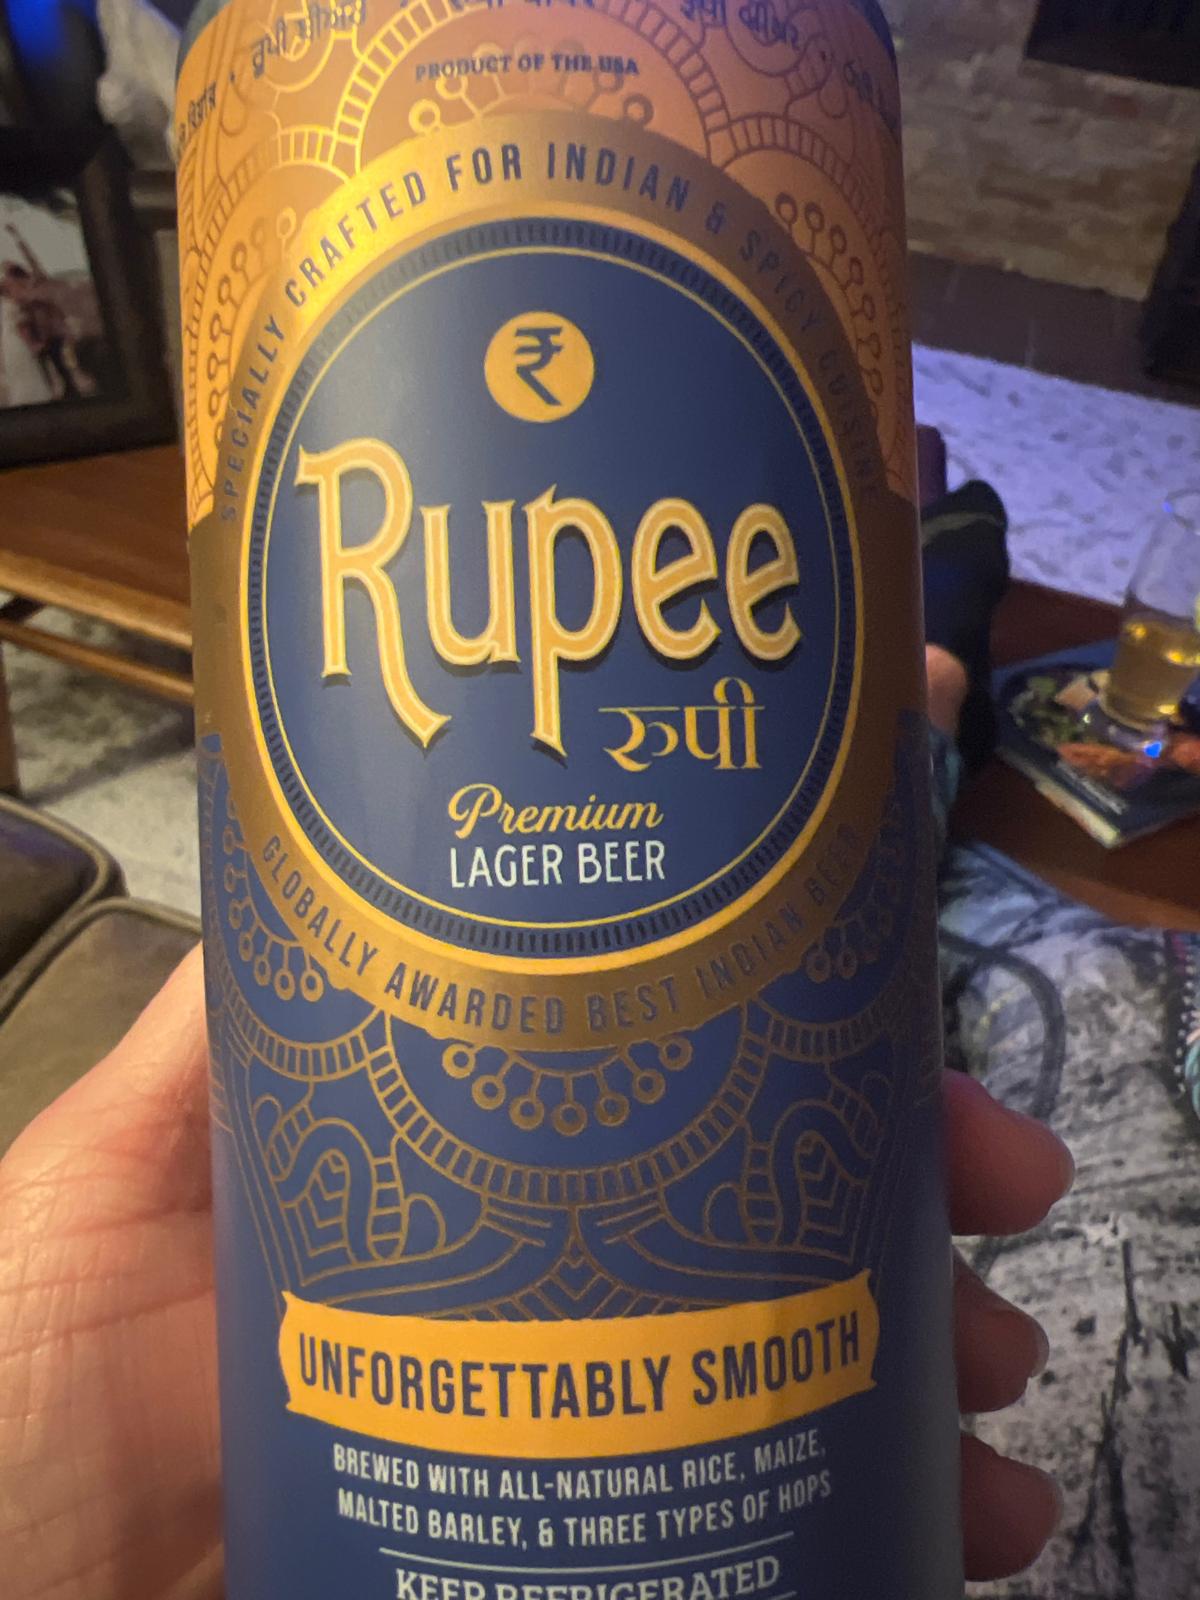 रूपी बीयर
PRODUCT OF THE USA
SPECIALLY CRAFTED FOR INDIAN & SPICY CUISINE
₹
Rupee
रुपी
Premium
LAGER BEER
GLOBALLY AWARDED BEST INDIAN BEER
UNFORGETTABLY SMOOTH
BREWED WITH ALL-NATURAL RICE, MAIZE,
MALTED BARLEY, & THREE TYPES OF HOPS
KEEP REFRIGERATED